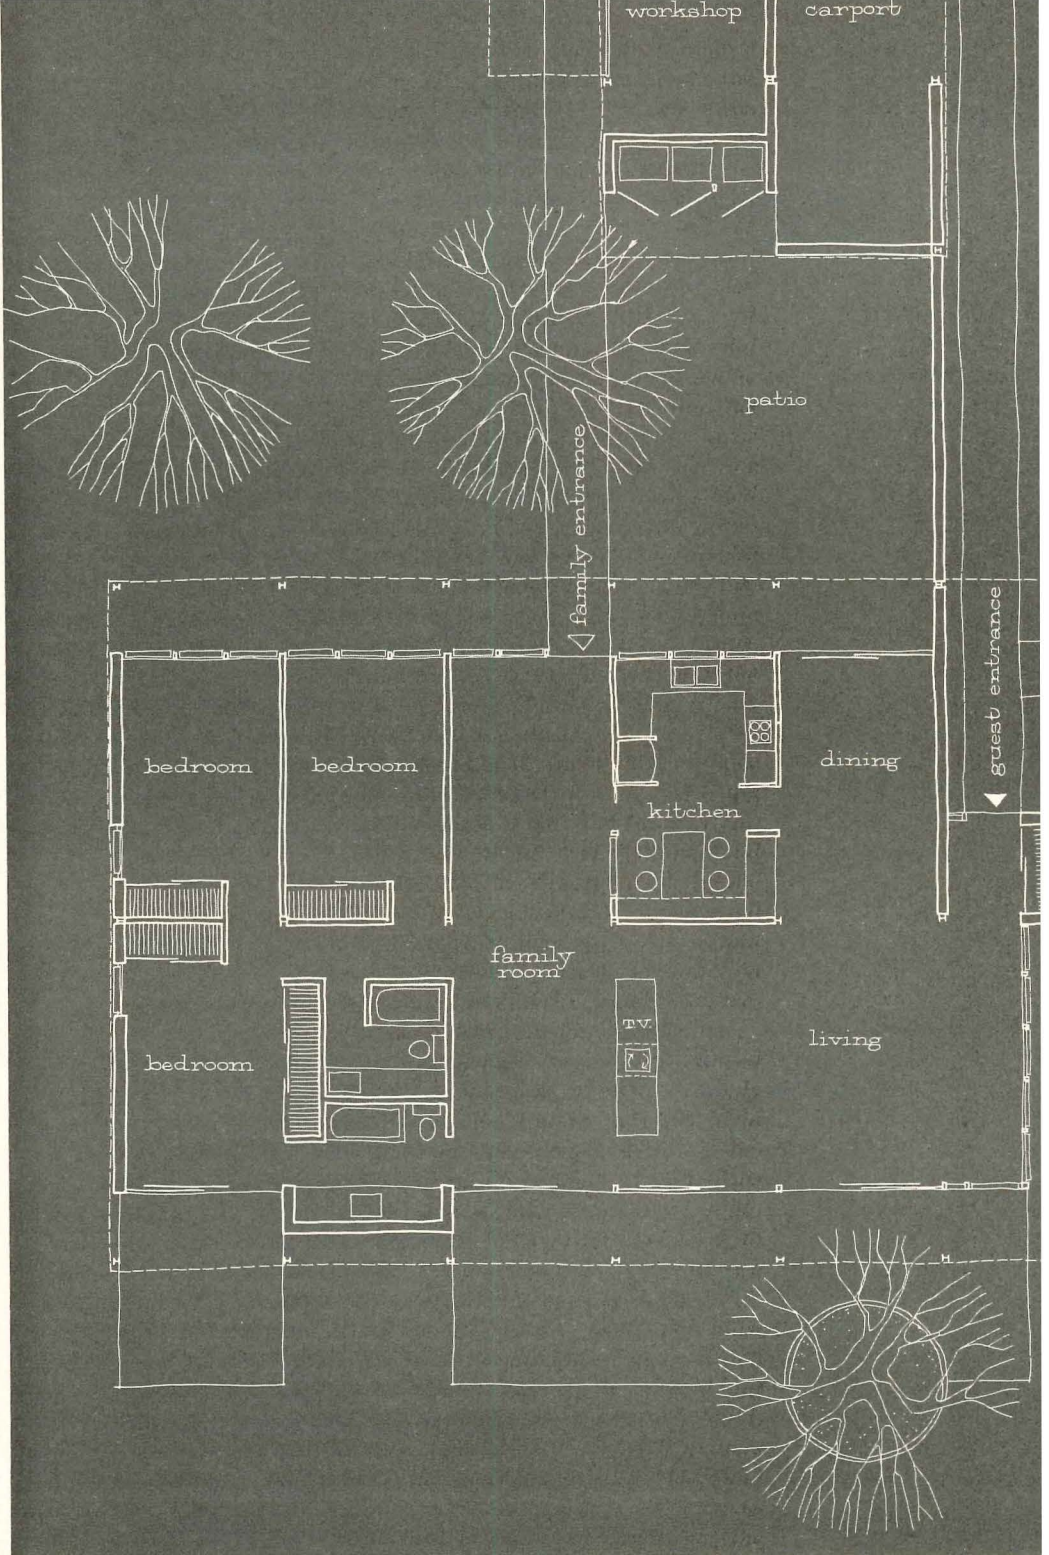 workshop
carport
patio
family entrance
guest entrance
bedroom
bedroom
dining
kitchen
family
room
T.V.
living
bedroom